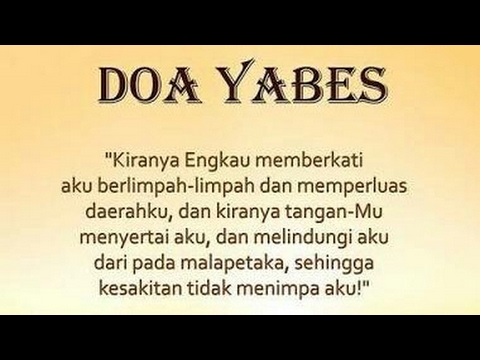 DOA YABES
"Kiranya Engkau memberkati
aku berlimpah-limpah dan memperluas
daerahku, dan kiranya tangan-Mu
menyertai aku, dan melindungi aku
dari pada malapetaka, sehingga
kesakitan tidak menimpa aku!"